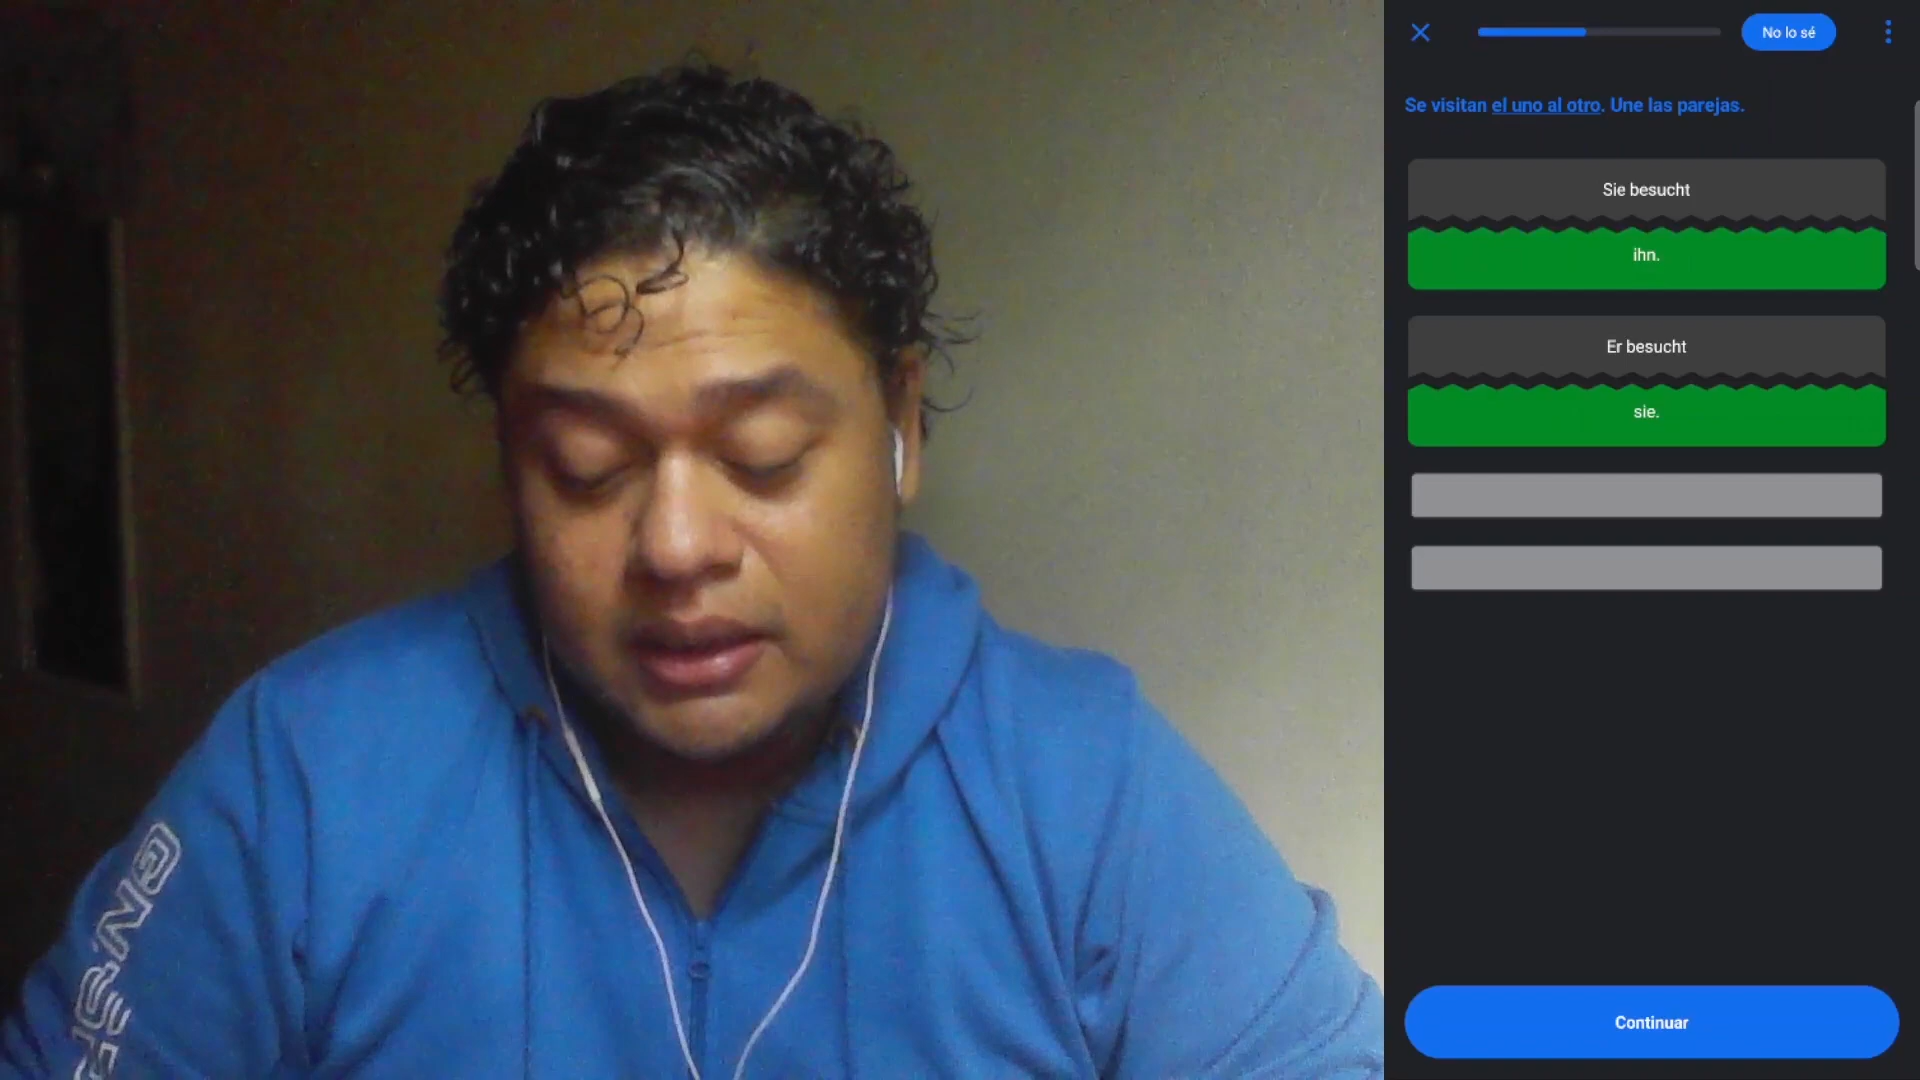 No lo sé
Se visitan el uno al otro. Une las parejas.
Sie besucht
ihn.
Er besucht
sie.
Continuar